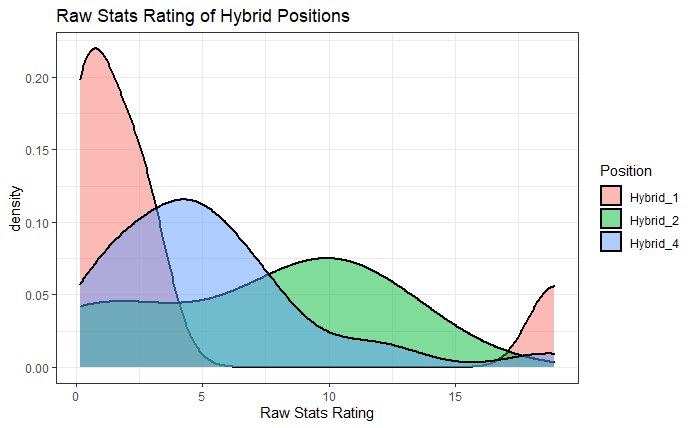 Raw Stats Rating of Hybrid Positions
0.20
0.15
0.10
0.05
0.00
density
0
5
10
15
Raw Stats Rating
Position
Hybrid_1
Hybrid_2
Hybrid_4